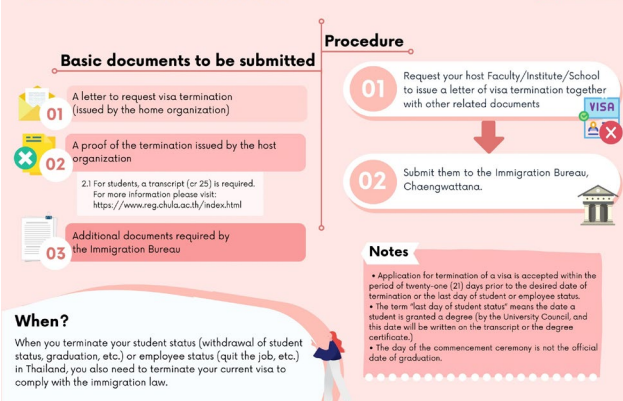 Basic documents to be submitted
01
A letter to request visa termination
(issued by the home organization)
02
A proof of the termination issued by the host
organization
2.1 For students, a transcript (cr 25) is required.
For more information please visit:
https://www.reg.chula.ac.th/index.html
03
Additional documents required by
the Immigration Bureau
When?
When you terminate your student status (withdrawal of student
status, graduation, etc.) or employee status (quit the job, etc.)
in Thailand, you also need to terminate your current visa to
comply with the immigration law.
Procedure
01
Request your host Faculty/Institute/School
to issue a letter of visa termination together
with other related documents
VISA
02
Submit them to the Immigration Bureau,
Chaengwattana.
Notes
• Application for termination of a visa is accepted within the
period of twenty-one (21) days prior to the desired date of
termination or the last day of student or employee status.
• The term "last day of student status" means the date a
student is granted a degree (by the University Council, and
this date will be written on the transcript or the degree
certificate.)
• The day of the commencement ceremony is not the official
date of graduation.